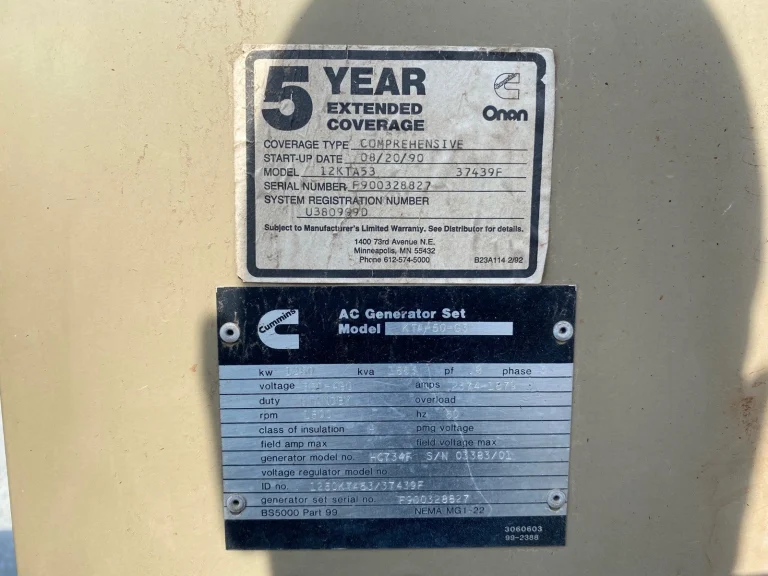 5 YEAR
EXTENDED
COVERAGE
Onan
COVERAGE TYPE COMPREHENSIVE
START-UP DATE 08/20/90
MODEL 12KTA53 37439F
SERIAL NUMBER F900328827
SYSTEM REGISTRATION NUMBER
Subject to Manufacturer's Limited Warranty. See Distributor for details.
1400 73rd Avenue N.E.
Minneapolis, MN 55432
Phone 612-574-5000
B23A114 2/92
Cummins
AC Generator Set
Model
kw kva pf phase
voltage amps
duty overload
rpm hz
class of insulation pmg voltage
field amp max field voltage max
generator model no. HC734F S/N 03383/01
voltage regulator model no
ID no.
generator set serial no. F900328827
BS5000 Part 99 NEMA MG1-22
3060603
99-2388